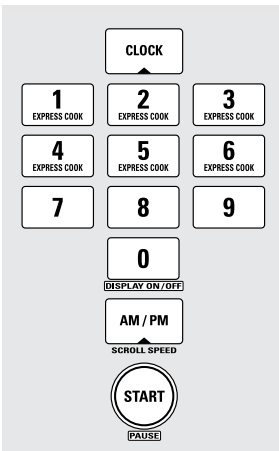 CLOCK
1 2 3
EXPRESS COOK EXPRESS COOK EXPRESS COOK
4 5 6
EXPRESS COOK EXPRESS COOK EXPRESS COOK
7 8 9
0
DISPLAY ON/OFF
AM / PM
SCROLL SPEED
START
PAUSE